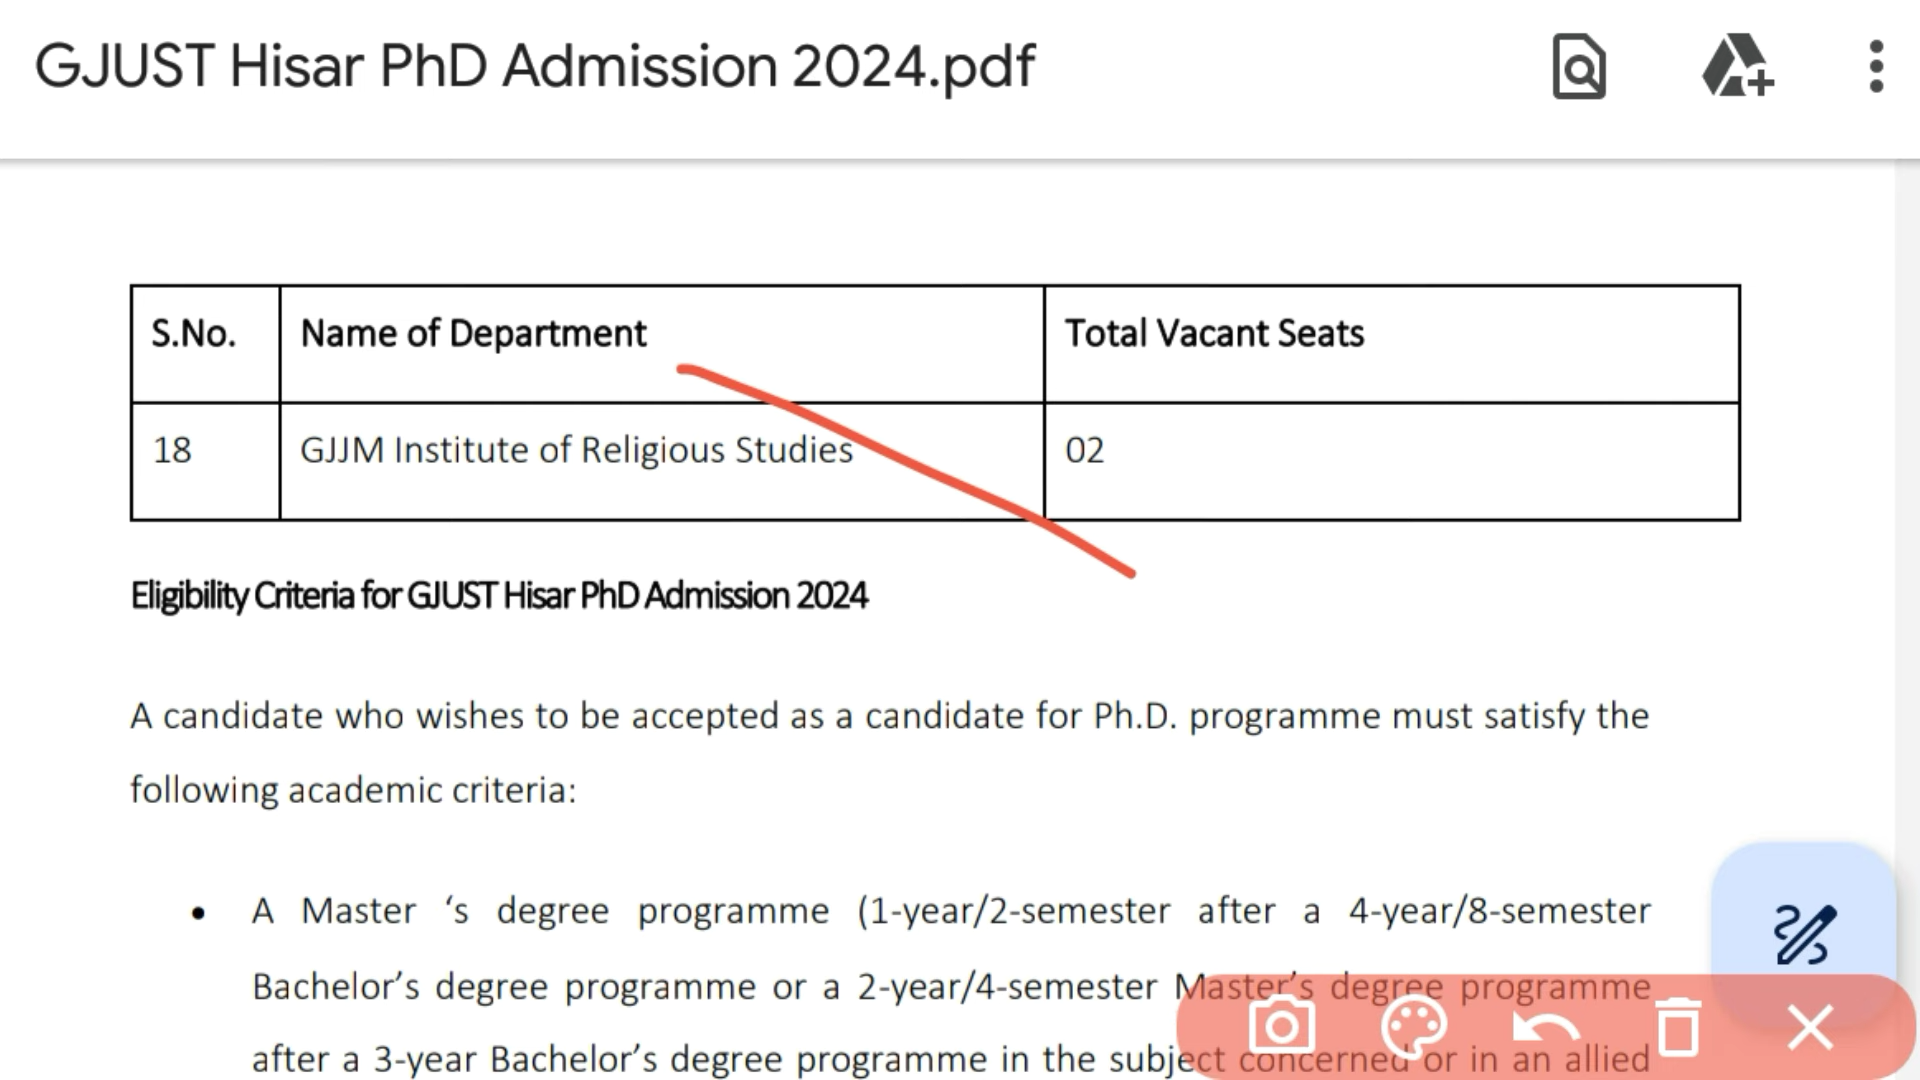 GJUST Hisar PhD Admission 2024.pdf
S.No. Name of Department Total Vacant Seats
18 GJJM Institute of Religious Studies 02
Eligibility Criteria for GJUST Hisar PhD Admission 2024
A candidate who wishes to be accepted as a candidate for Ph.D. programme must satisfy the
following academic criteria:
• A Master ‘s degree programme (1-year/2-semester after a 4-year/8-semester
Bachelor’s degree programme or a 2-year/4-semester Master’s degree programme
after a 3-year Bachelor’s degree programme in the subject concerned or in an allied